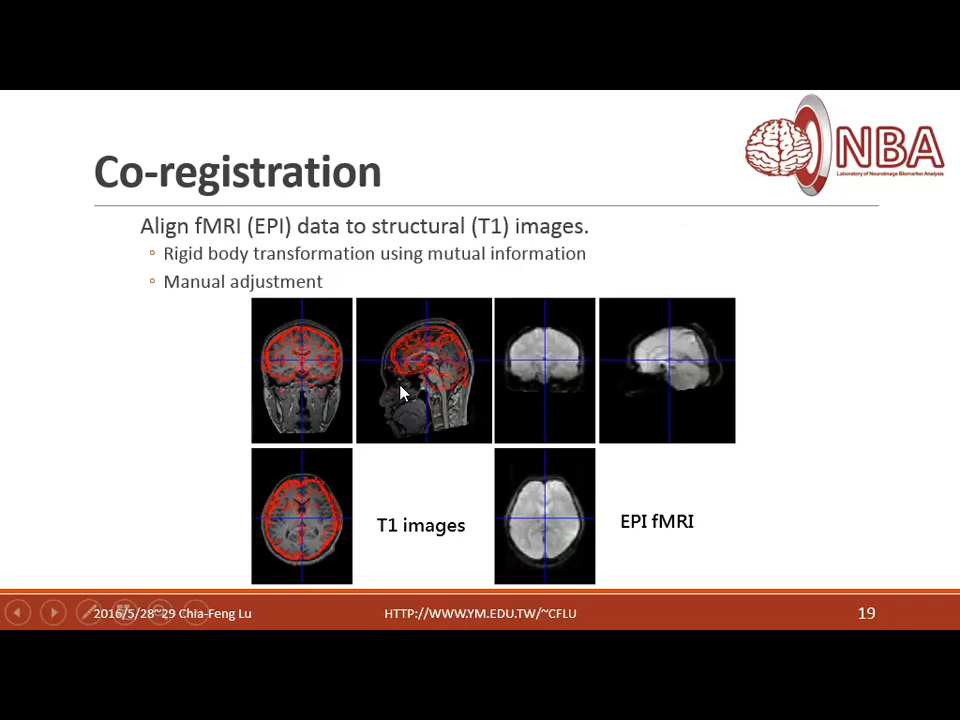 NBA
Laboratory of Neuroimage Biomarker Analysis
Co-registration
Align fMRI (EPI) data to structural (T1) images.
Rigid body transformation using mutual information
Manual adjustment
T1 images
EPI fMRI
2016/5/28~29 Chia-Feng Lu
HTTP://WWW.YM.EDU.TW/~CFLU
19